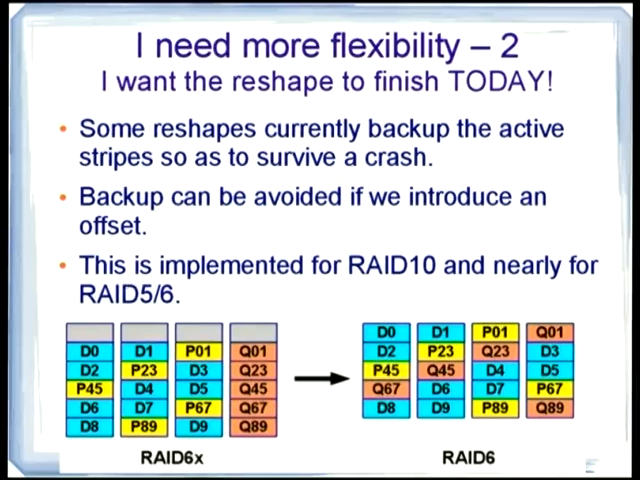 I need more flexibility – 2
I want the reshape to finish TODAY!
• Some reshapes currently backup the active
stripes so as to survive a crash.
• Backup can be avoided if we introduce an
offset.
• This is implemented for RAID10 and nearly for
RAID5/6.
D0 D1 P01 Q01
D2 P23 D3 Q23
P45 D4 D5 Q45
D6 D7 P67 Q67
D8 P89 D9 Q89
RAID6x
D0 D1 P01 Q01
D2 P23 Q23 D3
P45 Q45 D4 D5
Q67 D6 D7 P67
D8 D9 P89 Q89
RAID6